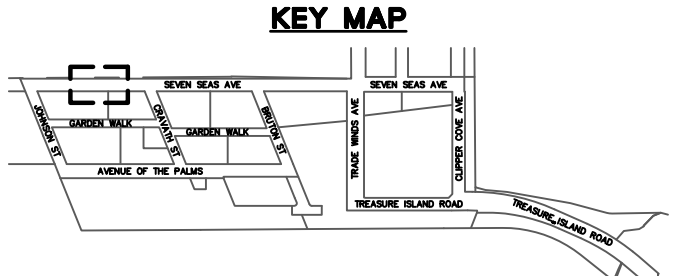 KEY MAP
SEVEN SEAS AVE
SEVEN SEAS AVE
JOHNSON ST
GARDEN WALK
CRAVATH ST
GARDEN WALK
BRUTON ST
TRADE WINDS AVE
CLIPPER COVE AVE
AVENUE OF THE PALMS
TREASURE ISLAND ROAD
TREASURE ISLAND ROAD